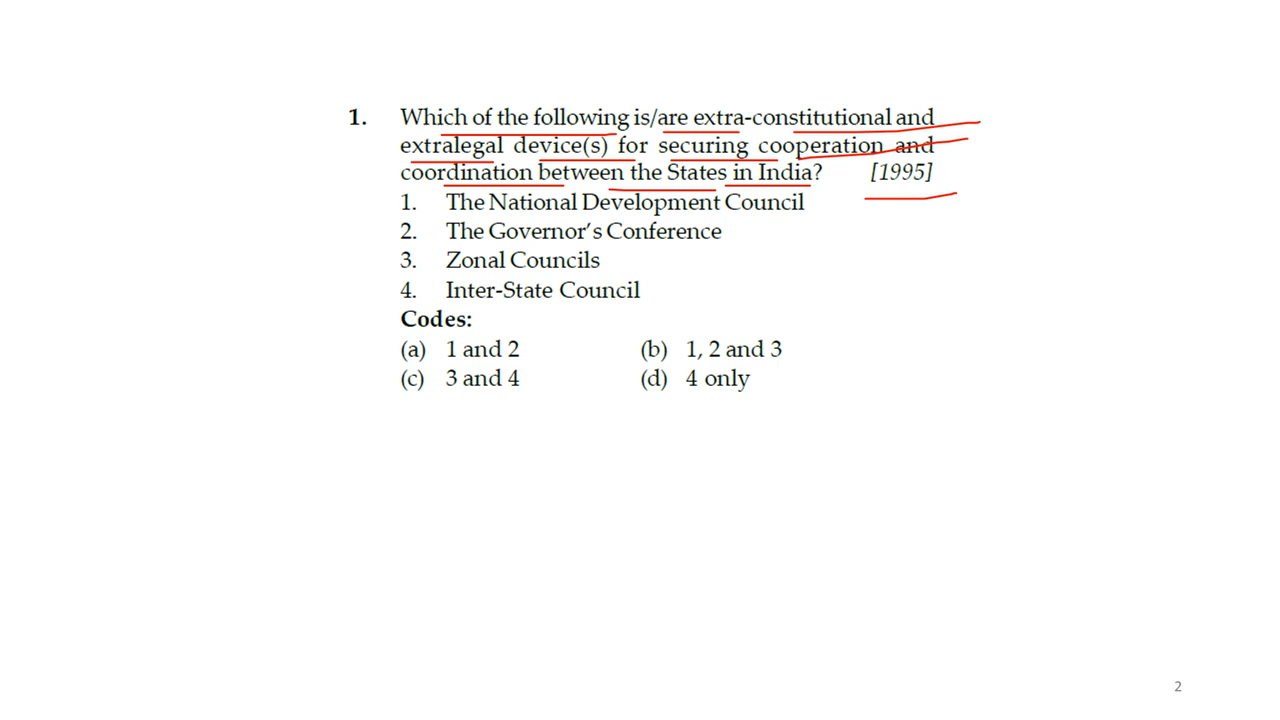 1. Which of the following is/are extra-constitutional and
extralegal device(s) for securing cooperation and
coordination between the States in India? [1995]
1. The National Development Council
2. The Governor's Conference
3. Zonal Councils
4. Inter-State Council
Codes:
(a) 1 and 2 (b) 1, 2 and 3
(c) 3 and 4 (d) 4 only
2